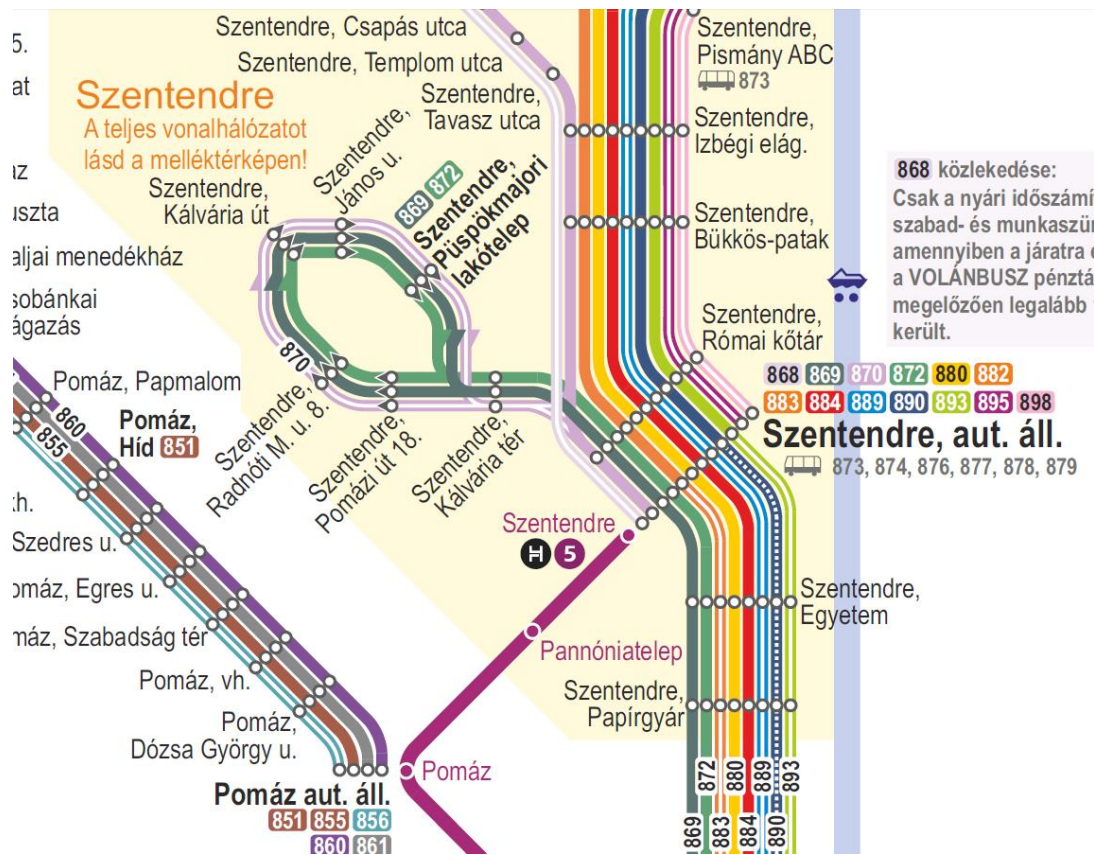 5.
at
az
uszta
aljai menedékház
sobánkai
ágazás
Szentendre, Csapás utca
Szentendre, Templom utca
Szentendre
A teljes vonalhálózatot
lásd a melléktérképen!
Szentendre,
Tavasz utca
Szentendre,
Kálvária út
Szentendre,
János u.
869 872
Szentendre,
Püspökmajori
lakótelep
Szentendre,
Pismány ABC
873
Szentendre,
Izbégi elág.
Szentendre,
Bükkös-patak
Szentendre,
Római kőtár
868 közlekedése:
Csak a nyári
szabad- és
amennyiben a járatra
a VOLÁNBUSZ
megelőzően legalább
került.
868 869 870 872 880 882
883 884 889 890 893 895 898
Szentendre, aut. áll.
873, 874, 876, 877, 878, 879
870
Szentendre,
Radnóti M. u. 8.
Szentendre,
Pomázi út 18.
Szentendre,
Kálvária tér
Pomáz, Papmalom
860
855
Pomáz,
Híd 851
kh.
Szedres u.
omáz, Egres u.
máz, Szabadság tér
Pomáz, vh.
Pomáz,
Dózsa György u.
Pomáz aut. áll.
851 855 856
860 861
Szentendre
H 5
Pannóniatelep
Pomáz
Szentendre,
Egyetem
Szentendre,
Papírgyár
872 880 889 893
869 883 884 890